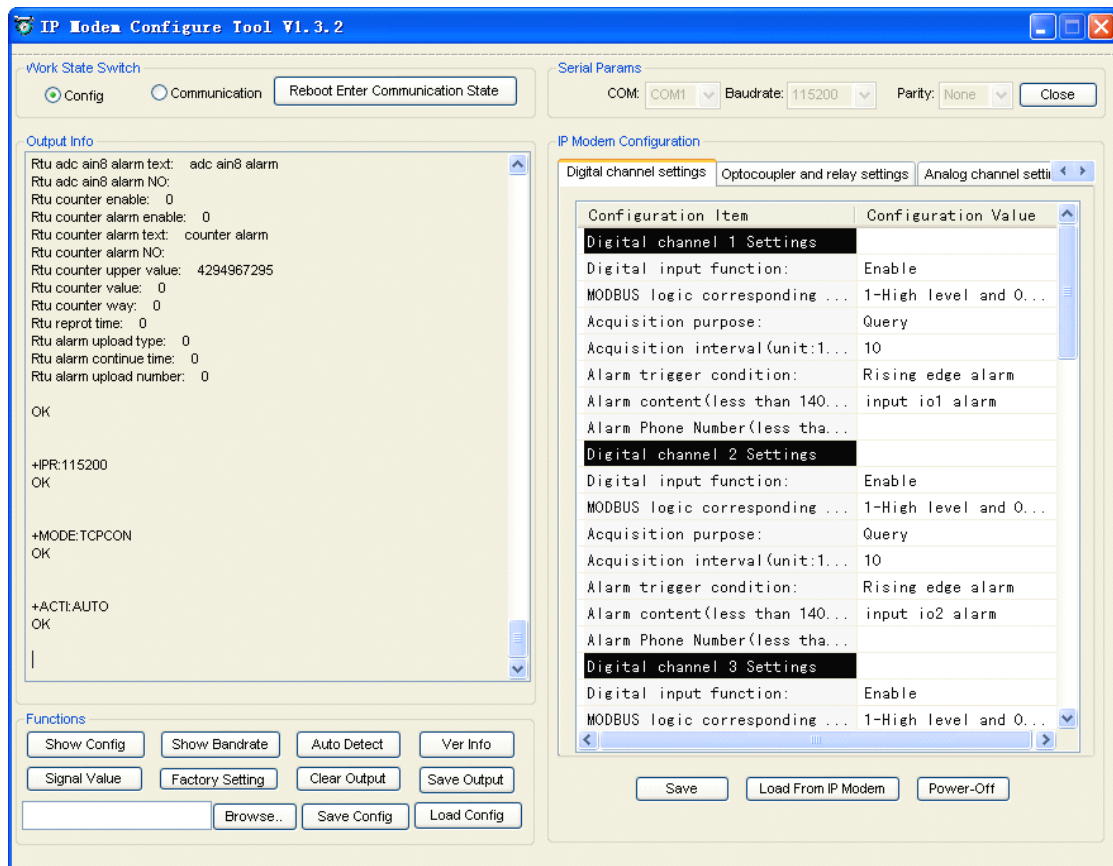 IP Modem Configure Tool V1.3.2
Work State Switch
Config
Communication
Reboot Enter Communication State
Serial Params
COM: COM1 Baudrate: 115200 Parity: None Close
Output Info
Rtu adc ain8 alarm text: adc ain8 alarm
Rtu adc ain8 alarm NO:
Rtu counter enable: 0
Rtu counter alarm enable: 0
Rtu counter alarm text: counter alarm
Rtu counter alarm NO:
Rtu counter upper value: 4294967295
Rtu counter value: 0
Rtu counter way: 0
Rtu reprot time: 0
Rtu alarm upload type: 0
Rtu alarm continue time: 0
Rtu alarm upload number: 0
OK
+IPR:115200
OK
+MODE:TCPCON
OK
+ACTI:AUTO
OK
Functions
Show Config Show Bandrate Auto Detect Ver Info
Signal Value Factory Setting Clear Output Save Output
Browse.. Save Config Load Config
IP Modem Configuration
Digital channel settings Optocoupler and relay settings Analog channel settin
Configuration Item Configuration Value
Digital channel 1 Settings
Digital input function: Enable
MODBUS logic corresponding ... 1-High level and 0...
Acquisition purpose: Query
Acquisition interval(unit:1... 10
Alarm trigger condition: Rising edge alarm
Alarm content(less than 140... input io1 alarm
Alarm Phone Number(less tha...
Digital channel 2 Settings
Digital input function: Enable
MODBUS logic corresponding ... 1-High level and 0...
Acquisition purpose: Query
Acquisition interval(unit:1... 10
Alarm trigger condition: Rising edge alarm
Alarm content(less than 140... input io2 alarm
Alarm Phone Number(less tha...
Digital channel 3 Settings
Digital input function: Enable
MODBUS logic corresponding ... 1-High level and 0...
Save Load From IP Modem Power-Off